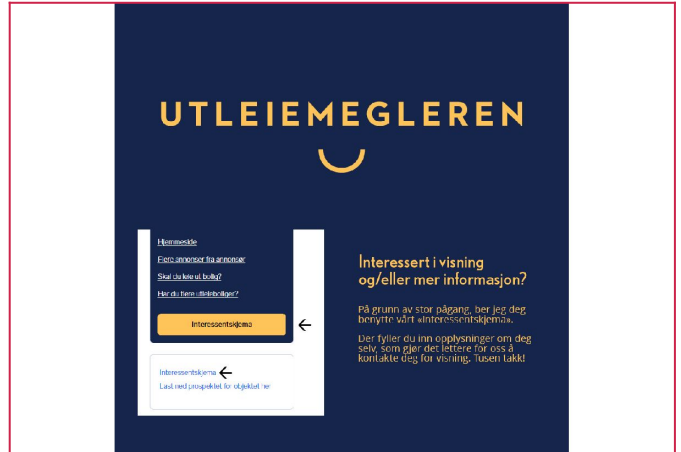 UTLEIEMEGLEREN
Hjemmeside
Flere annonser fra annonsør
Skal du leie ut bolig?
Har du flere utleieboliger?
Interessentskjema
Interessentskjema
Last ned prospektet for objektet her
Interessert i visning
og/eller mer informasjon?
På grunn av stor pågang, ber jeg deg
benytte vårt «interessentskjema».
Der fyller du inn opplysninger om deg
selv, som gjør det lettere for oss å
kontakte deg for visning. Tusen takk!